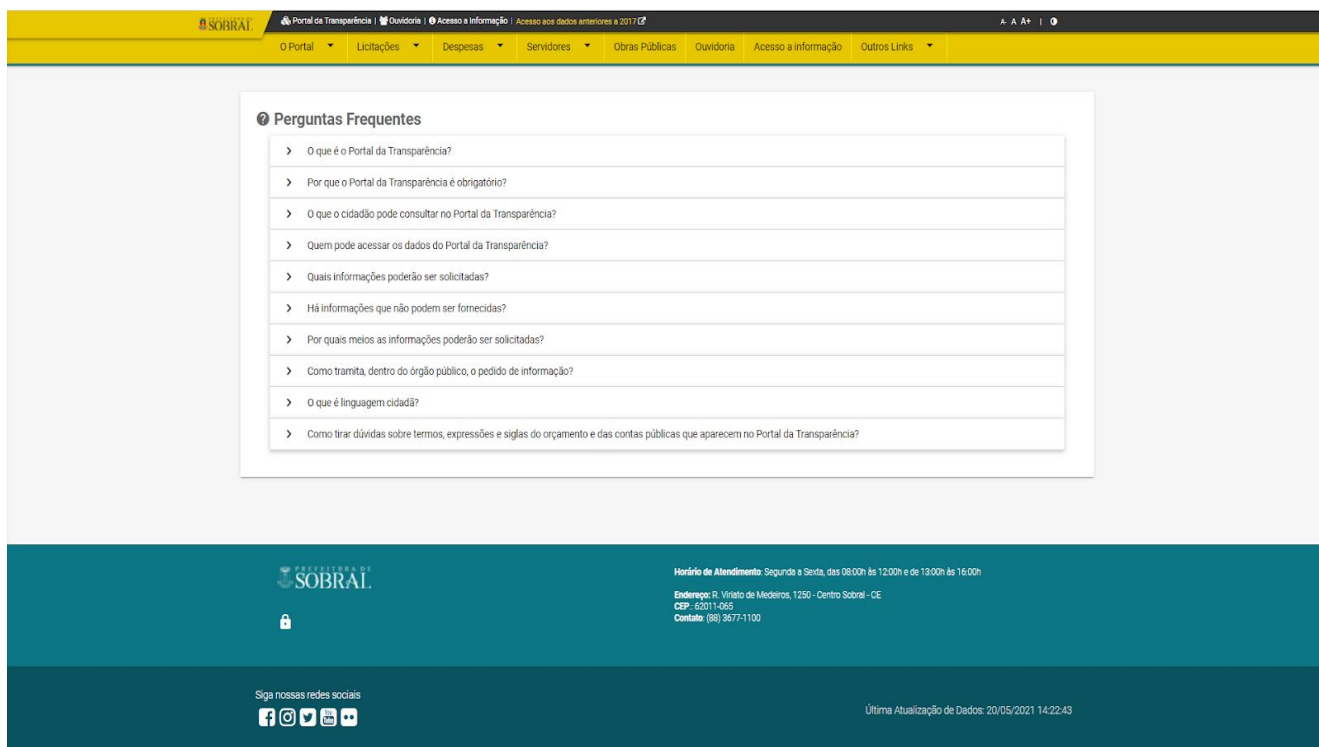 PREFEITURA DE
SOBRAL
Portal da Transparência | Ouvidoria | Acesso a Informação | Acesso aos dados anteriores a 2017
A- A A+ |
O Portal Licitações Despesas Servidores Obras Públicas Ouvidoria Acesso a informação Outros Links
Perguntas Frequentes
O que é o Portal da Transparência?
Por que o Portal da Transparência é obrigatório?
O que o cidadão pode consultar no Portal da Transparência?
Quem pode acessar os dados do Portal da Transparência?
Quais informações poderão ser solicitadas?
Há informações que não podem ser fornecidas?
Por quais meios as informações poderão ser solicitadas?
Como tramita, dentro do órgão público, o pedido de informação?
O que é linguagem cidadã?
Como tirar dúvidas sobre termos, expressões e siglas do orçamento e das contas públicas que aparecem no Portal da Transparência?
PREFEITURA DE
SOBRAL
Horário de Atendimento: Segunda a Sexta, das 08:00h às 12:00h e de 13:00h às 16:00h
Endereço: R. Viriato de Medeiros, 1250 - Centro Sobral - CE
CEP.: 62011-065
Contato: (88) 3677-1100
Siga nossas redes sociais
You Tube
Última Atualização de Dados: 20/05/2021 14:22:43